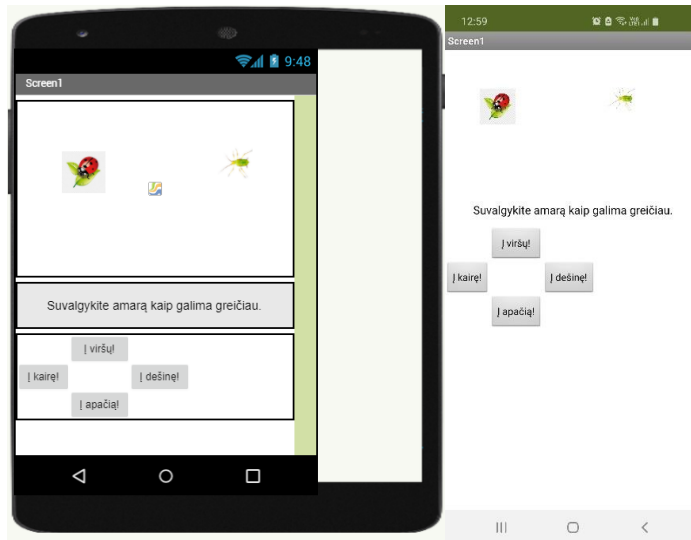 9:48
Screen1
Suvalgykite amarą kaip galima greičiau.
Į viršų!
Į kairę!
Į dešinę!
Į apačią!
12:59
Screen1
Suvalgykite amarą kaip galima greičiau.
Į viršų!
Į kairę!
Į dešinę!
Į apačią!